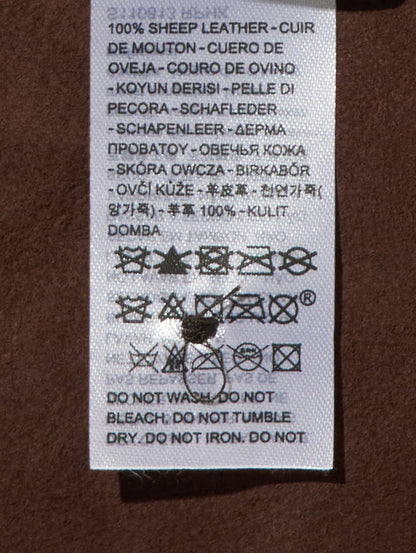 100% SHEEP LEATHER - CUIR
DE MOUTON - CUERO DE
OVEJA - COURO DE OVINO
- KOYUN DERISI - PELLE DI
PECORA - SCHAFLEDER
- SCHAPENLEER - ΔΕΡΜΑ
ΠΡΟΒΑΤΟΥ - ОВЕЧЬЯ КОЖА
- SKÓRA OWCZA - BIRKABŐR
- OVČÍ KŮŽE - 羊皮革 - 천연가죽(
양가죽) - 羊革 100% - KULIT
DOMBA
®
DO NOT WASH. DO NOT
BLEACH. DO NOT TUMBLE
DRY. DO NOT IRON. DO NOT